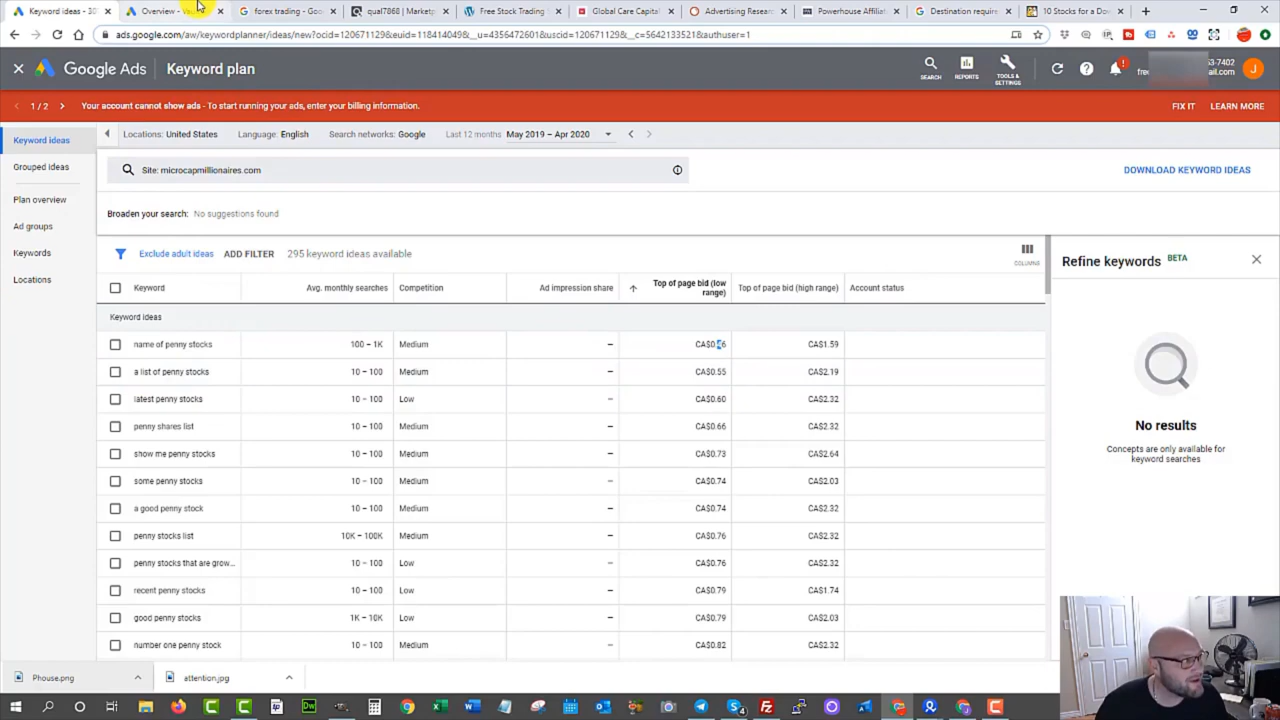 Keyword ideas - 38
Overview - Vau
forex trading - Goo
qual7868 | Marketp
Free Stock Trading
Global Care Capital
Advertising Resear
Powerhouse Affiliat
Destination require
10 Stocks for a Dov
ads.google.com/aw/keywordplanner/ideas/new?ocid=120671129&euid=1184140498&__u=4356472601&uscid=120671129&__c=5642133521&authuser=1
Google Ads Keyword plan
SEARCH
REPORTS
TOOLS & SETTINGS
3-7402
free
ail.com
J
1 / 2 Your account cannot show ads - To start running your ads, enter your billing information. FIX IT LEARN MORE
Keyword ideas
Grouped ideas
Plan overview
Ad groups
Keywords
Locations
Locations: United States Language: English Search networks: Google Last 12 months May 2019 – Apr 2020
Site: microcapmillionaires.com
DOWNLOAD KEYWORD IDEAS
Broaden your search: No suggestions found
Exclude adult ideas ADD FILTER 295 keyword ideas available
COLUMNS
Keyword Avg. monthly searches Competition Ad impression share Top of page bid (low range) Top of page bid (high range) Account status
Keyword ideas
name of penny stocks 100 – 1K Medium – CA$0.46 CA$1.59
a list of penny stocks 10 – 100 Medium – CA$0.55 CA$2.19
latest penny stocks 10 – 100 Low – CA$0.60 CA$2.32
penny shares list 10 – 100 Medium – CA$0.66 CA$2.32
show me penny stocks 10 – 100 Medium – CA$0.73 CA$2.64
some penny stocks 10 – 100 Medium – CA$0.74 CA$2.03
a good penny stock 10 – 100 Medium – CA$0.74 CA$2.32
penny stocks list 10K – 100K Medium – CA$0.76 CA$2.32
penny stocks that are grow... 10 – 100 Low – CA$0.76 CA$2.32
recent penny stocks 10 – 100 Low – CA$0.79 CA$1.74
good penny stocks 1K – 10K Low – CA$0.79 CA$2.03
number one penny stock 10 – 100 Medium – CA$0.82 CA$2.32
Refine keywords BETA
No results
Concepts are only available for
keyword searches
Phouse.png
attention.jpg